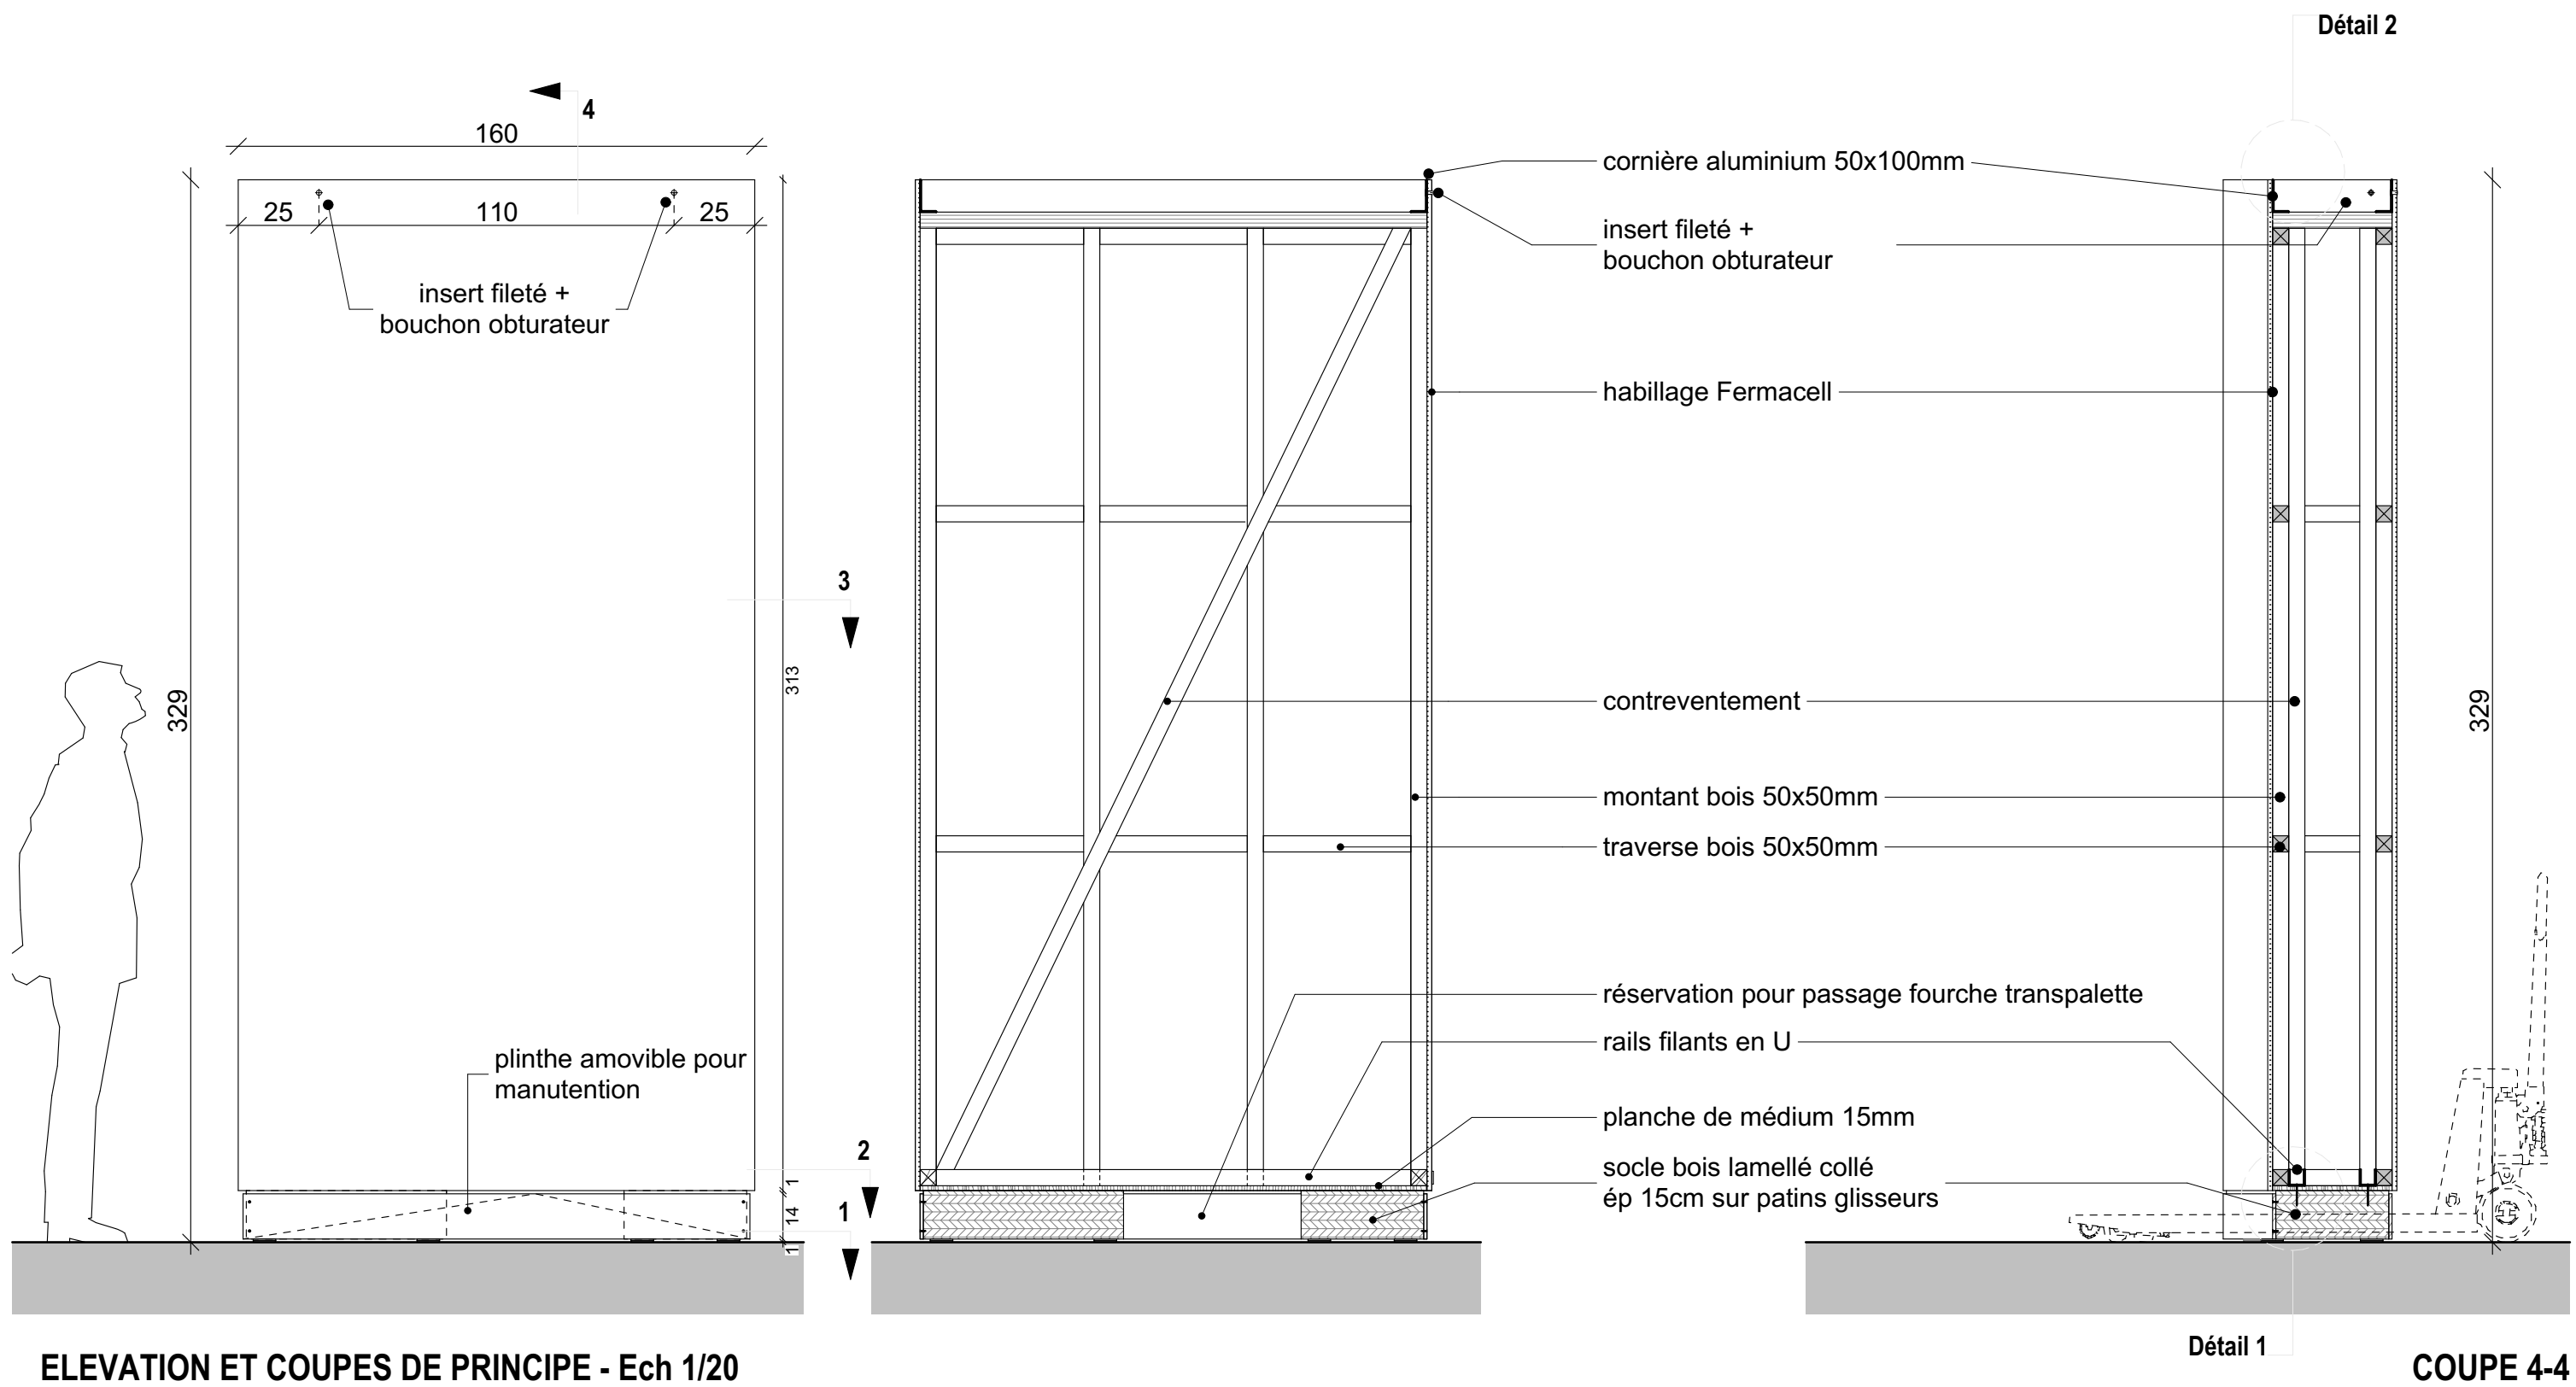 Détail 2
4
160
25
110
25
insert fileté +
bouchon obturateur
329
313
3
plinthe amovible pour
manutention
2
1
1
14
1
cornière aluminium 50x100mm
insert fileté +
bouchon obturateur
habillage Fermacell
contreventement
montant bois 50x50mm
traverse bois 50x50mm
réservation pour passage fourche transpalette
rails filants en U
planche de médium 15mm
socle bois lamellé collé
ép 15cm sur patins glisseurs
329
Détail 1
ELEVATION ET COUPES DE PRINCIPE - Ech 1/20
COUPE 4-4